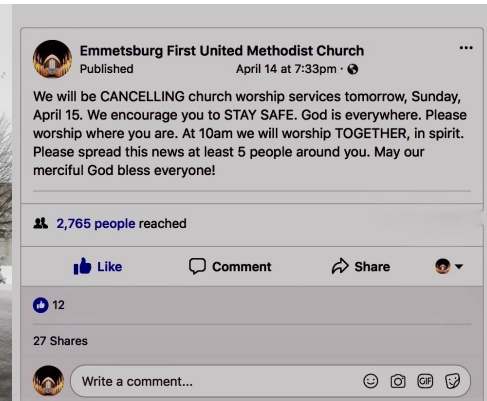 Emmetsburg First United Methodist Church
Published April 14 at 7:33pm ·
We will be CANCELLING church worship services tomorrow, Sunday,
April 15. We encourage you to STAY SAFE. God is everywhere. Please
worship where you are. At 10am we will worship TOGETHER, in spirit.
Please spread this news at least 5 people around you. May our
merciful God bless everyone!
2,765 people reached
Like Comment Share
12
27 Shares
Write a comment...
GIF